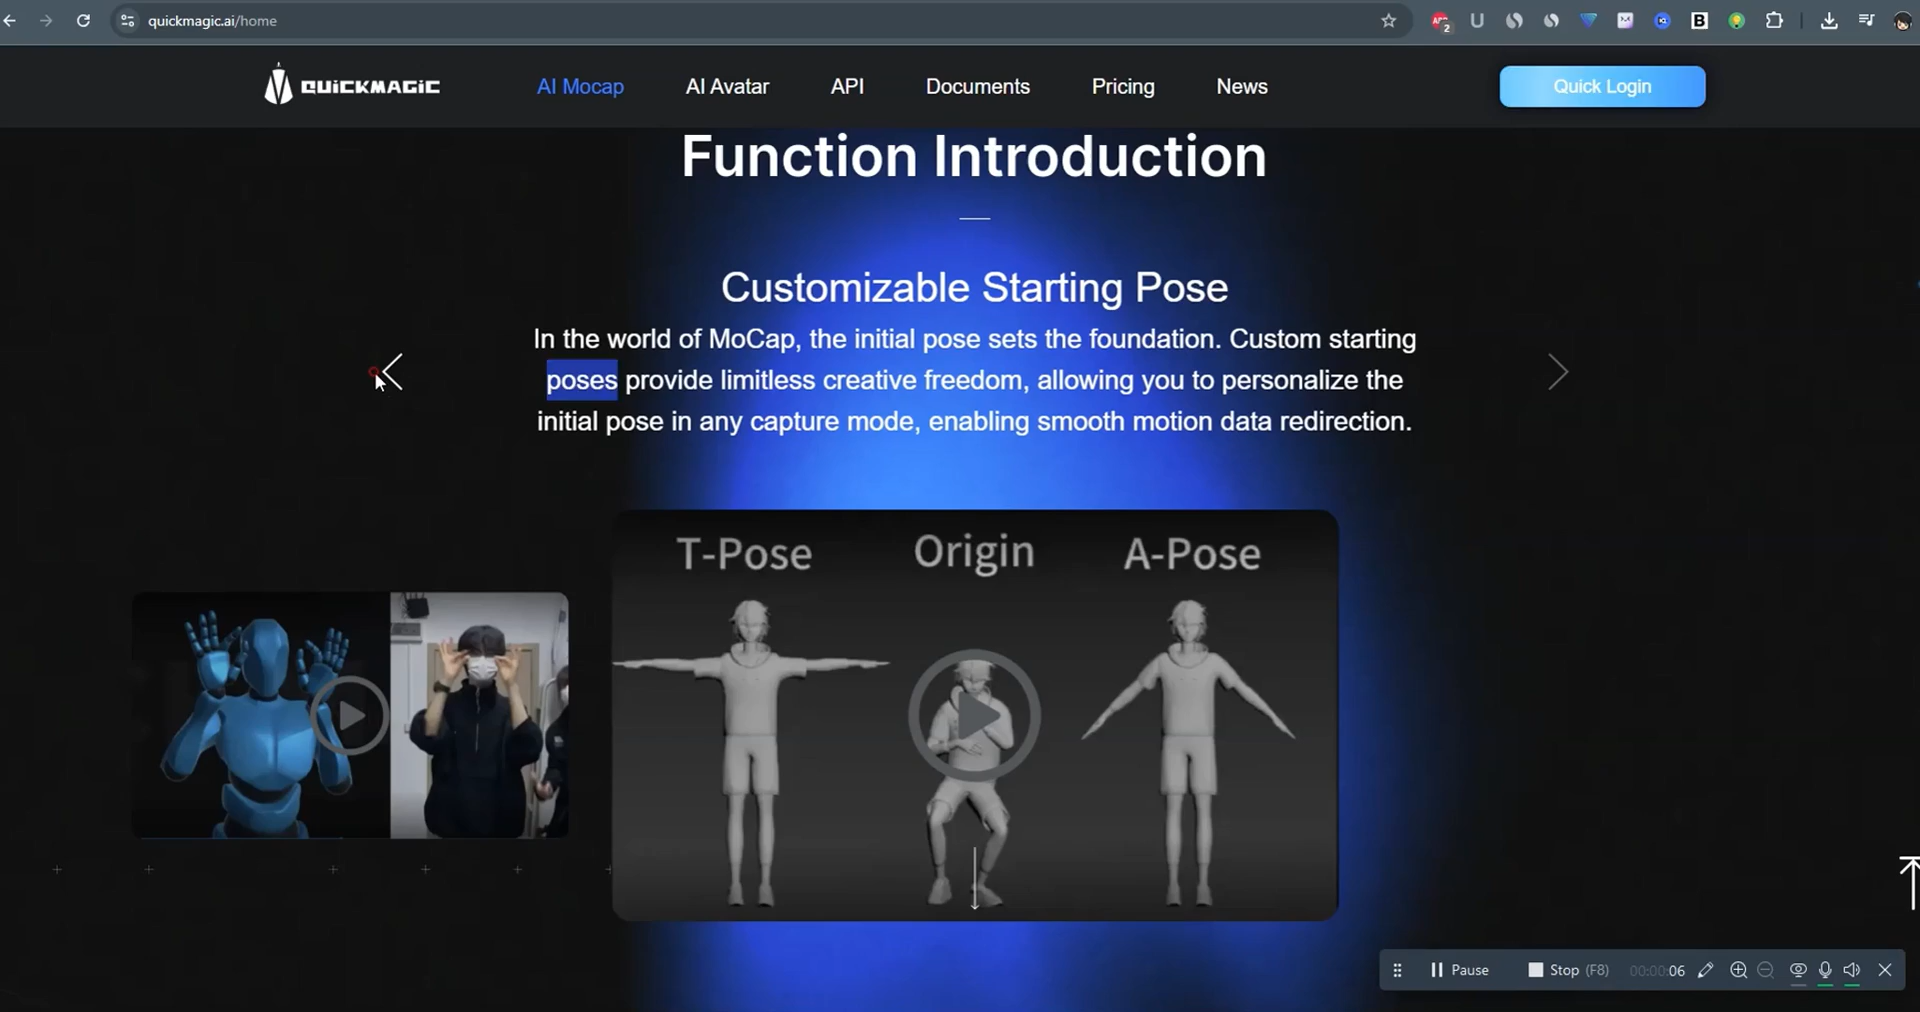 quickmagic.ai/home
2
QUICKMAGIC
AI Mocap
AI Avatar
API
Documents
Pricing
News
Quick Login
Function Introduction
Customizable Starting Pose
In the world of MoCap, the initial pose sets the foundation. Custom starting
poses provide limitless creative freedom, allowing you to personalize the
initial pose in any capture mode, enabling smooth motion data redirection.
T-Pose
Origin
A-Pose
Pause
Stop (F8)
00:00:06